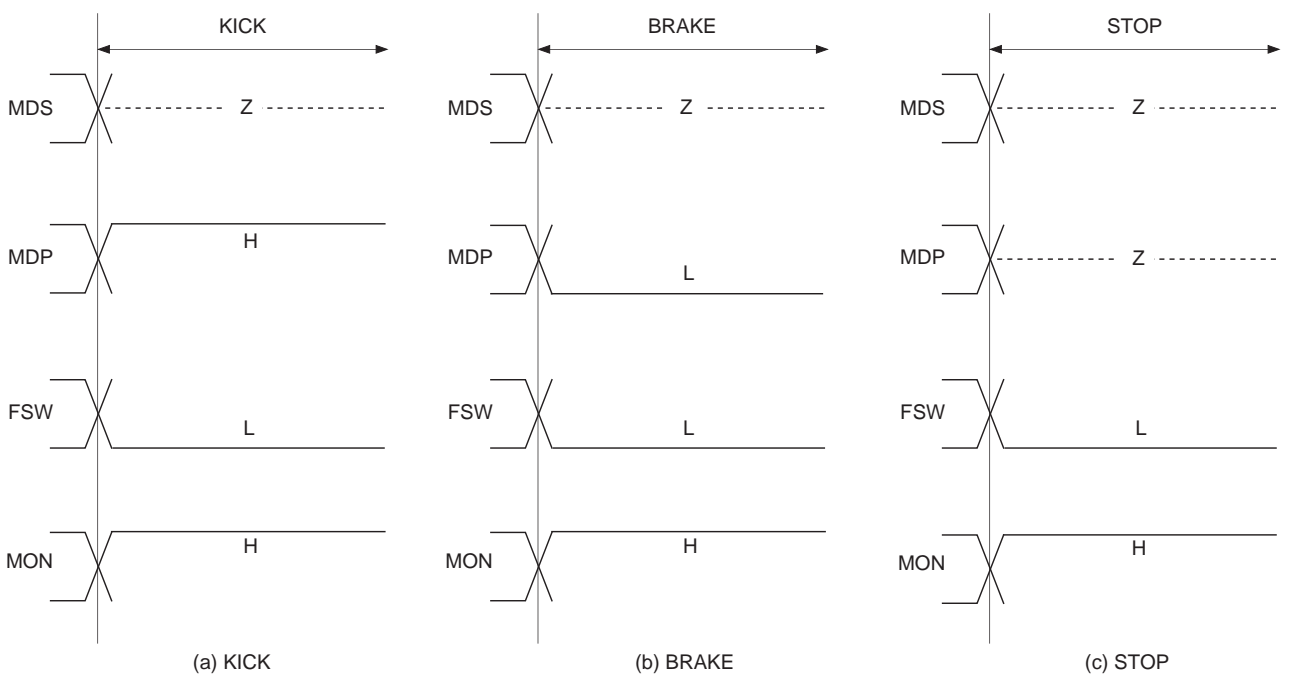 KICK
MDS
Z
MDP
H
FSW
L
MON
H
(a) KICK
BRAKE
MDS
Z
MDP
L
FSW
L
MON
H
(b) BRAKE
STOP
MDS
Z
MDP
Z
FSW
L
MON
H
(c) STOP